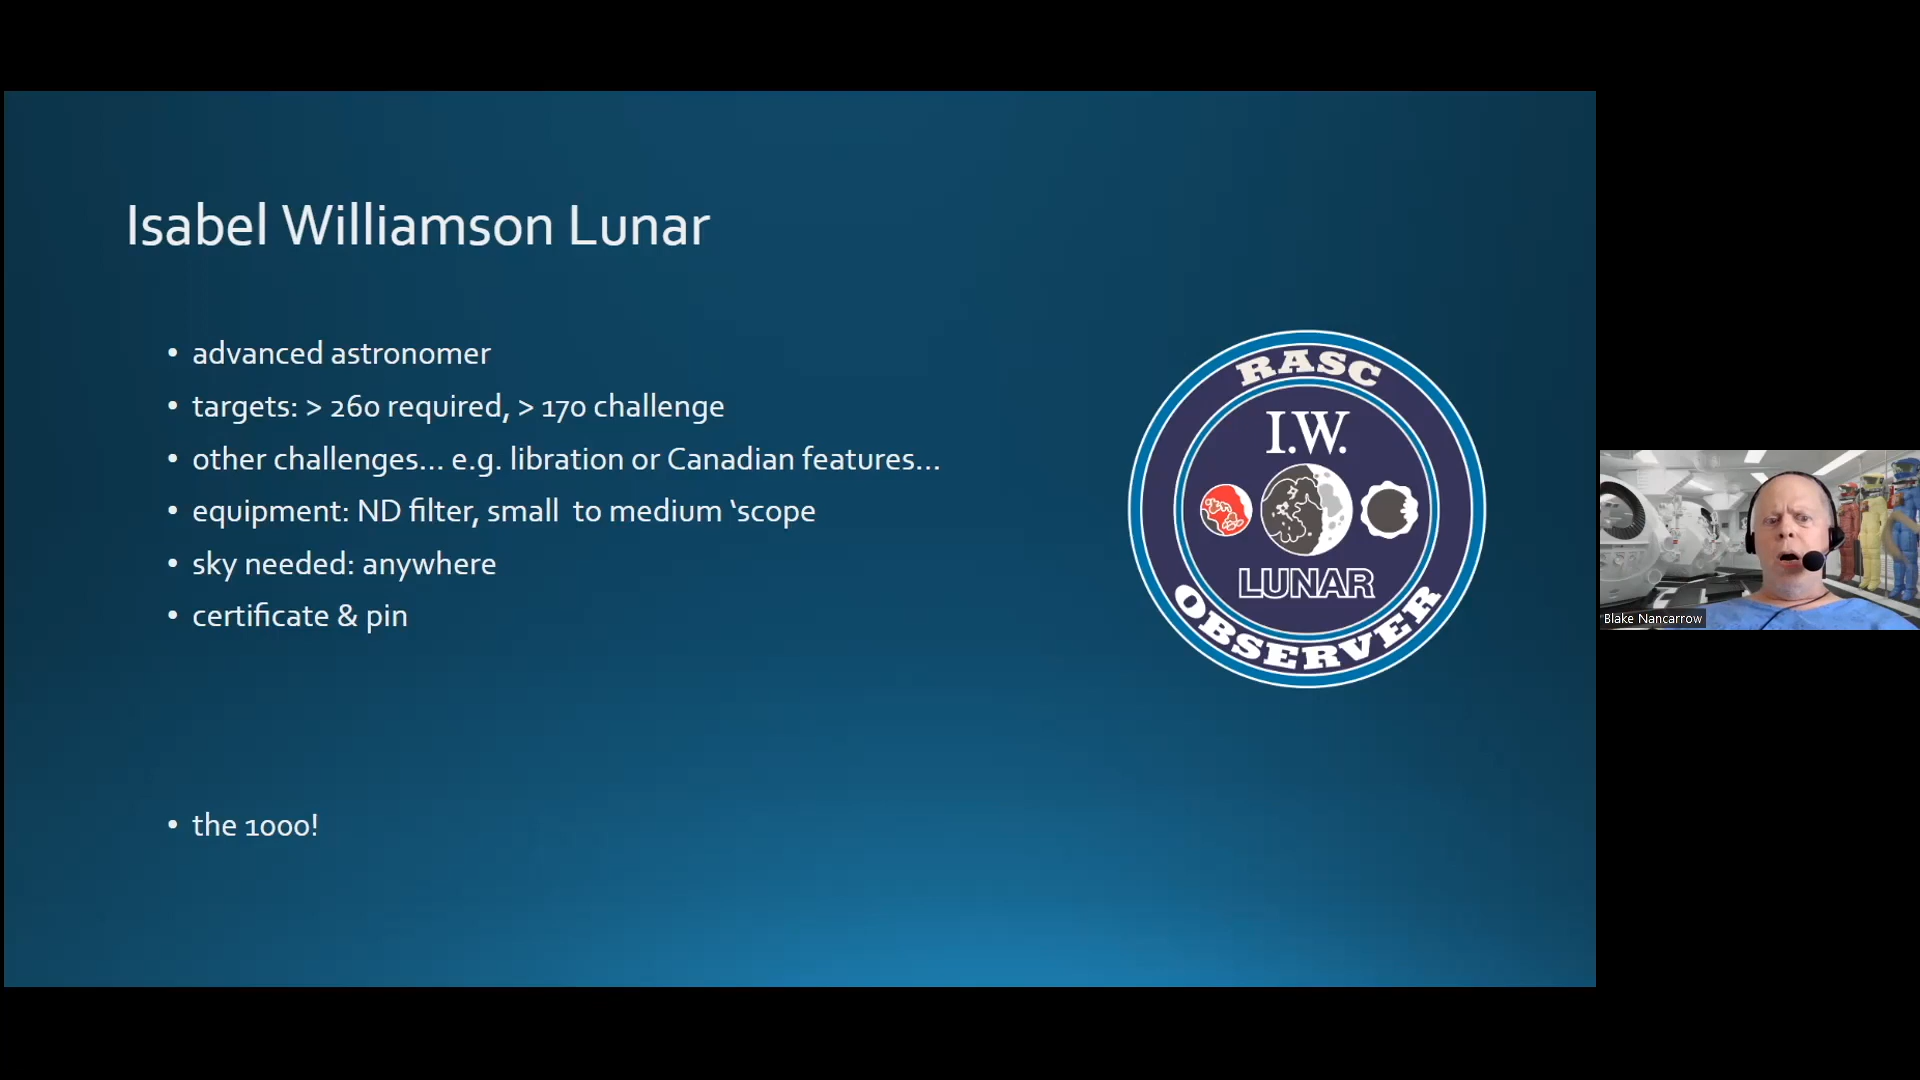 Isabel Williamson Lunar
• advanced astronomer
• targets: > 260 required, > 170 challenge
• other challenges... e.g. libration or Canadian features...
• equipment: ND filter, small  to medium ‘scope
• sky needed: anywhere
• certificate & pin
• the 1000!
RASC
I.W.
LUNAR
OBSERVER
Blake Nancarrow